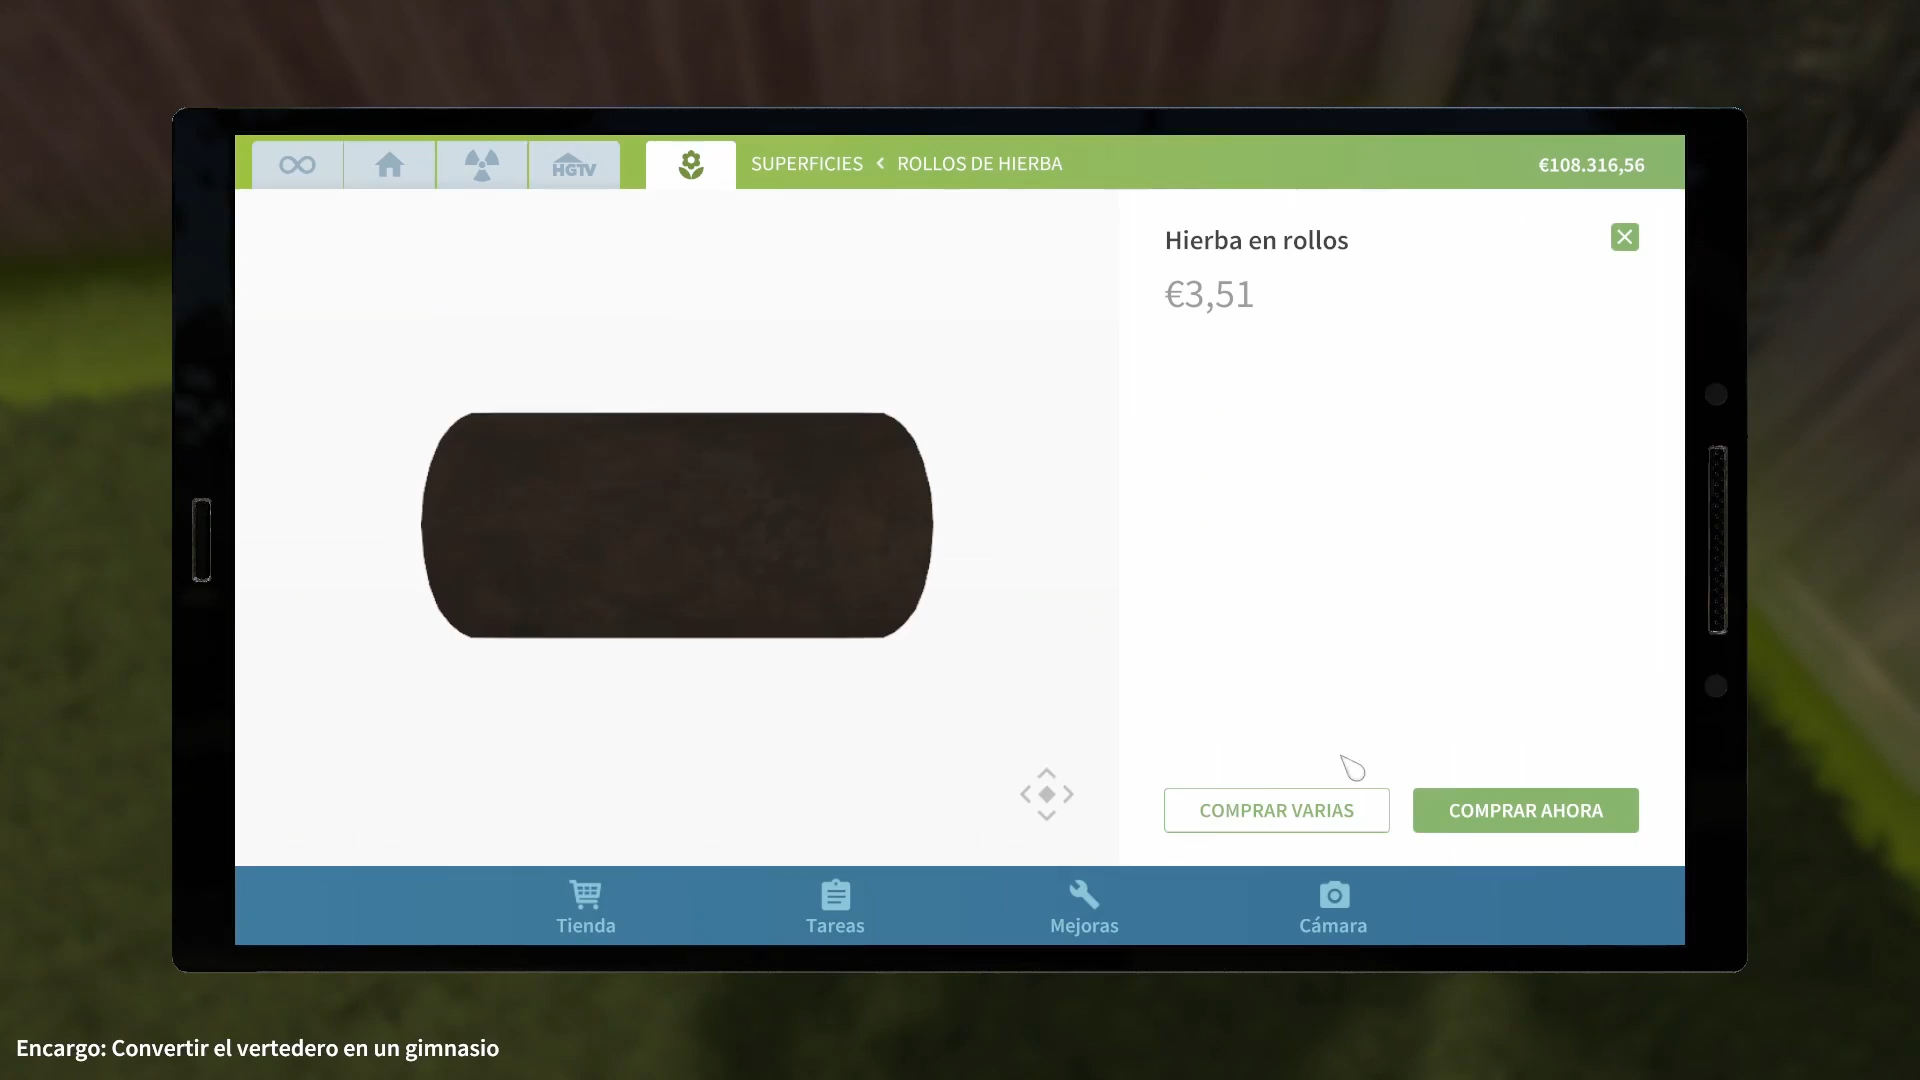 HGTV
SUPERFICIES < ROLLOS DE HIERBA
€108.316,56
Hierba en rollos
€3,51
COMPRAR VARIAS
COMPRAR AHORA
Tienda
Tareas
Mejoras
Cámara
Encargo: Convertir el vertedero en un gimnasio